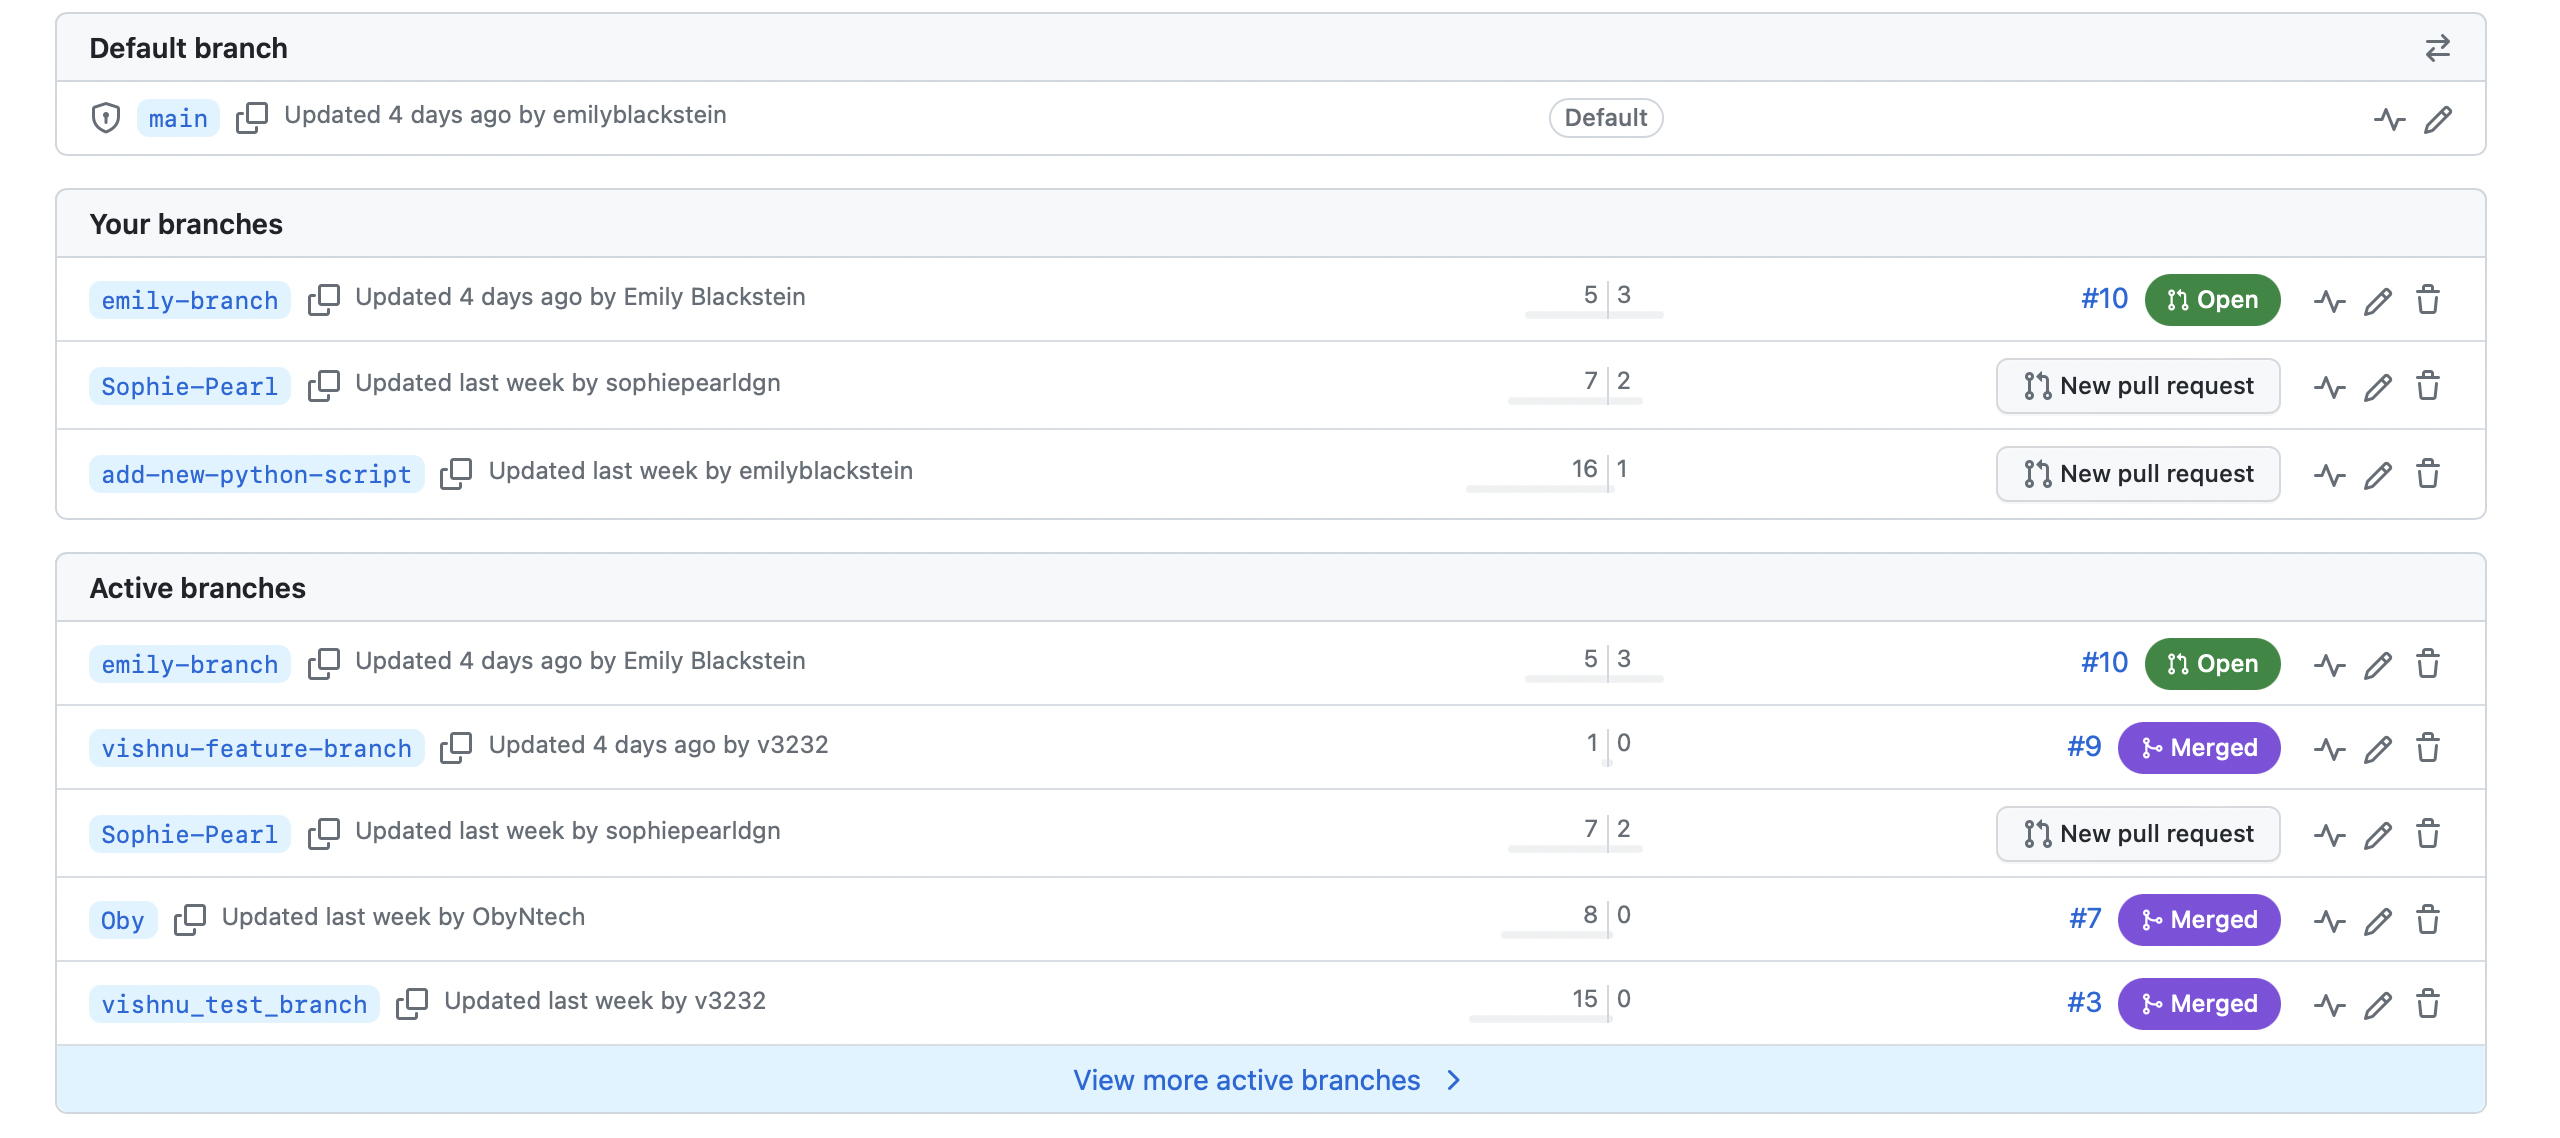 Default branch
main Updated 4 days ago by emilyblackstein Default
Your branches
emily-branch Updated 4 days ago by Emily Blackstein 5 3 #10 Open
Sophie-Pearl Updated last week by sophiepearldgn 7 2 New pull request
add-new-python-script Updated last week by emilyblackstein 16 1 New pull request
Active branches
emily-branch Updated 4 days ago by Emily Blackstein 5 3 #10 Open
vishnu-feature-branch Updated 4 days ago by v3232 1 0 #9 Merged
Sophie-Pearl Updated last week by sophiepearldgn 7 2 New pull request
Oby Updated last week by ObyNtech 8 0 #7 Merged
vishnu_test_branch Updated last week by v3232 15 0 #3 Merged
View more active branches